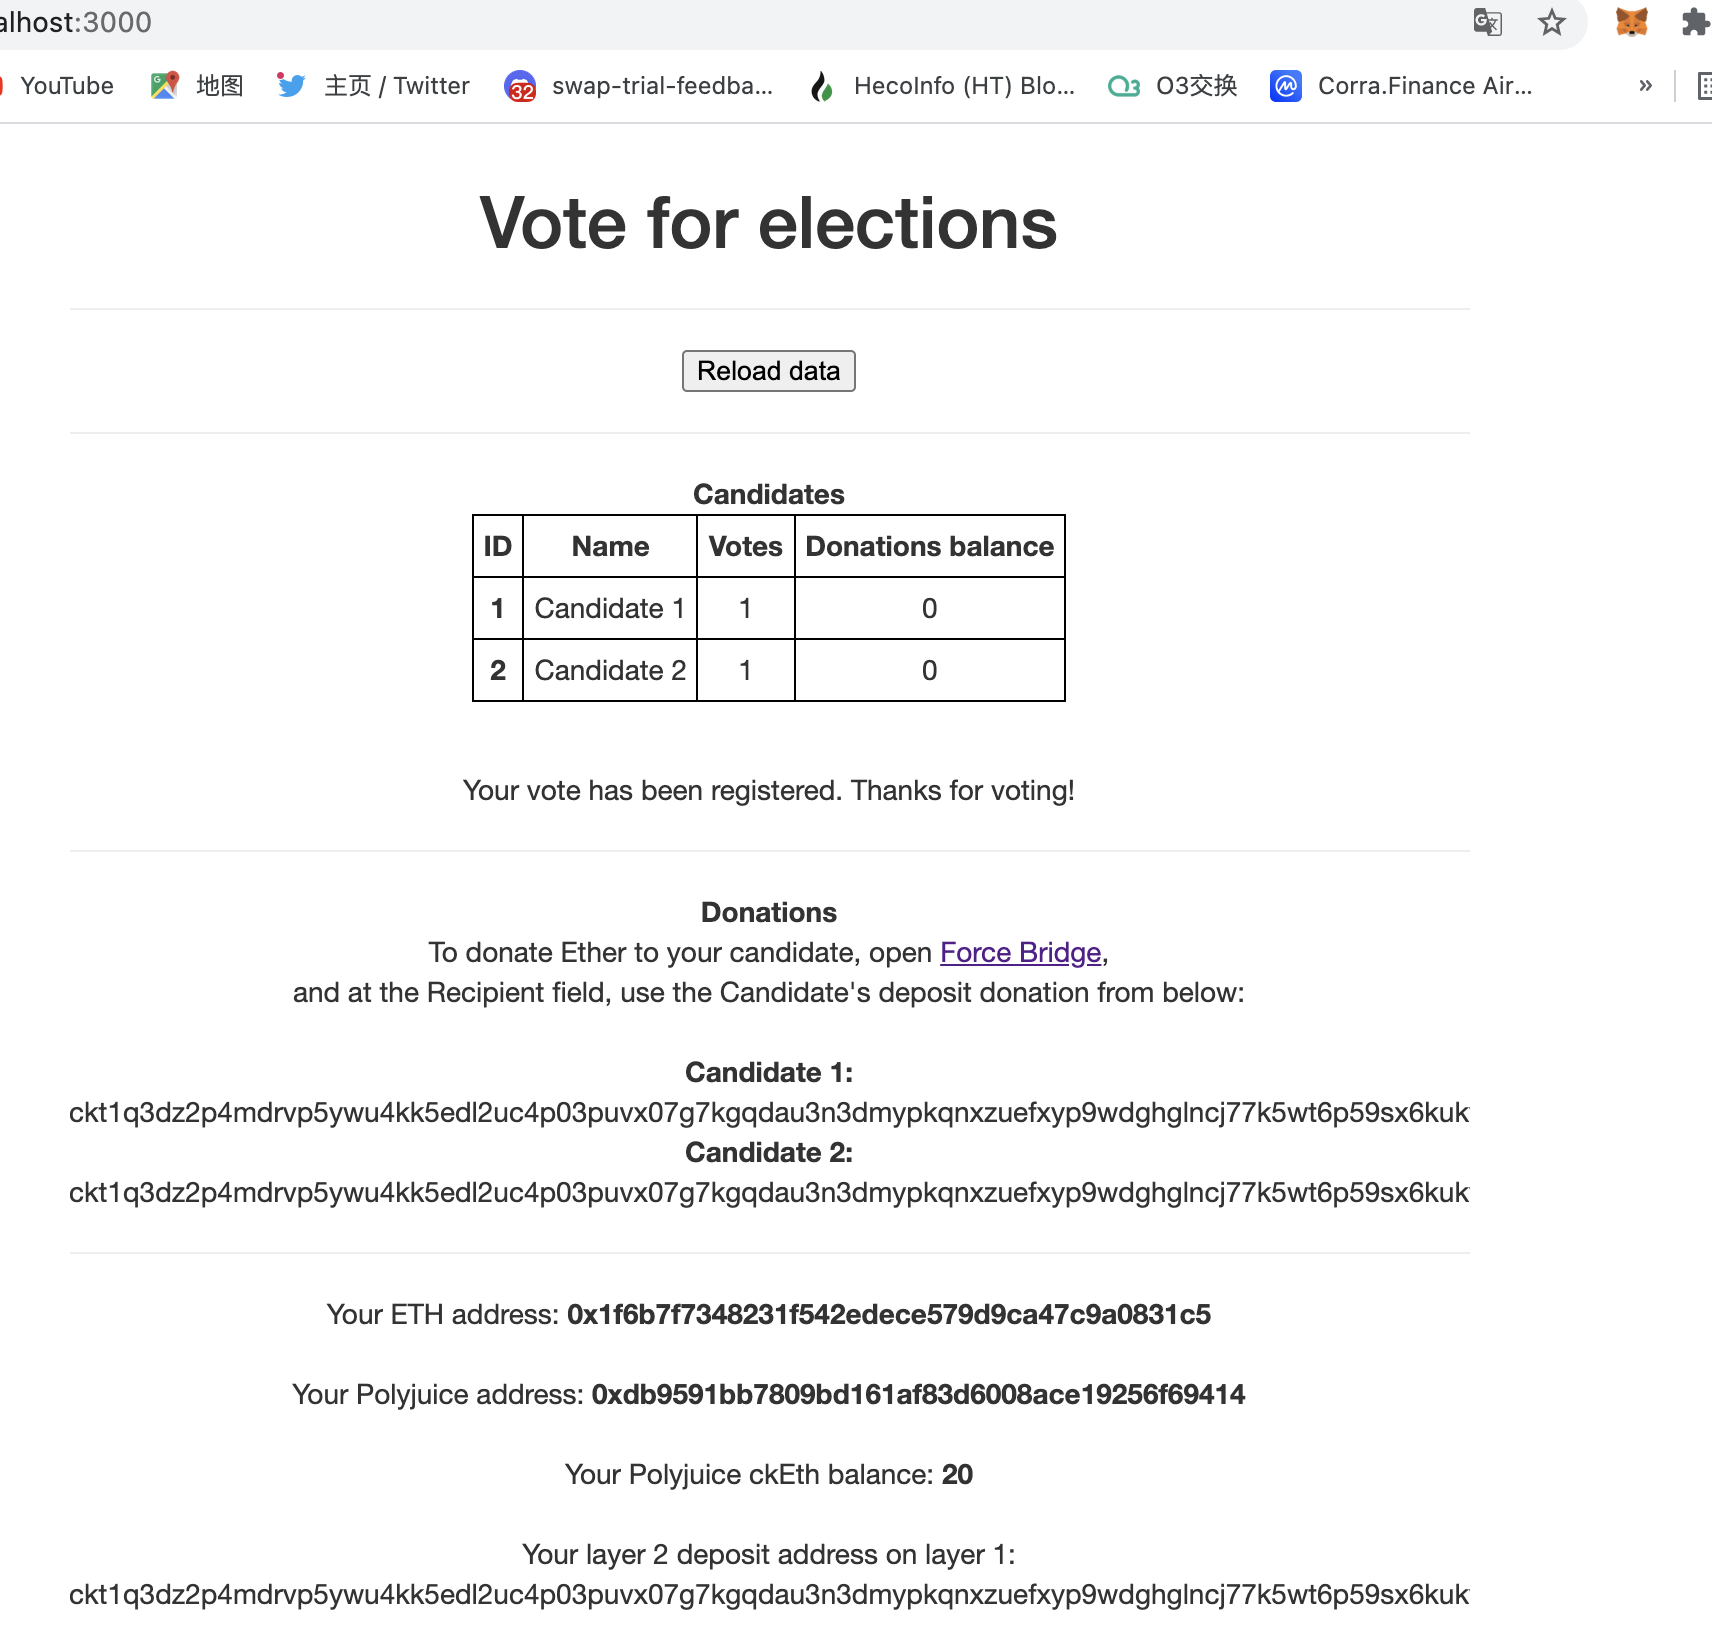 alhost:3000
YouTube 地图 主页 / Twitter 32 swap-trial-feedba... HecoInfo (HT) Blo... O3交换 Corra.Finance Air... »
Vote for elections
Reload data
Candidates
ID Name Votes Donations balance
1 Candidate 1 1 0
2 Candidate 2 1 0
Your vote has been registered. Thanks for voting!
Donations
To donate Ether to your candidate, open Force Bridge,
and at the Recipient field, use the Candidate's deposit donation from below:
Candidate 1:
ckt1q3dz2p4mdrvp5ywu4kk5edl2uc4p03puvx07g7kgqdau3n3dmypkqnxzuefxyp9wdghglncj77k5wt6p59sx6kuk
Candidate 2:
ckt1q3dz2p4mdrvp5ywu4kk5edl2uc4p03puvx07g7kgqdau3n3dmypkqnxzuefxyp9wdghglncj77k5wt6p59sx6kuk
Your ETH address: 0x1f6b7f7348231f542edece579d9ca47c9a0831c5
Your Polyjuice address: 0xdb9591bb7809bd161af83d6008ace19256f69414
Your Polyjuice ckEth balance: 20
Your layer 2 deposit address on layer 1:
ckt1q3dz2p4mdrvp5ywu4kk5edl2uc4p03puvx07g7kgqdau3n3dmypkqnxzuefxyp9wdghglncj77k5wt6p59sx6kuk